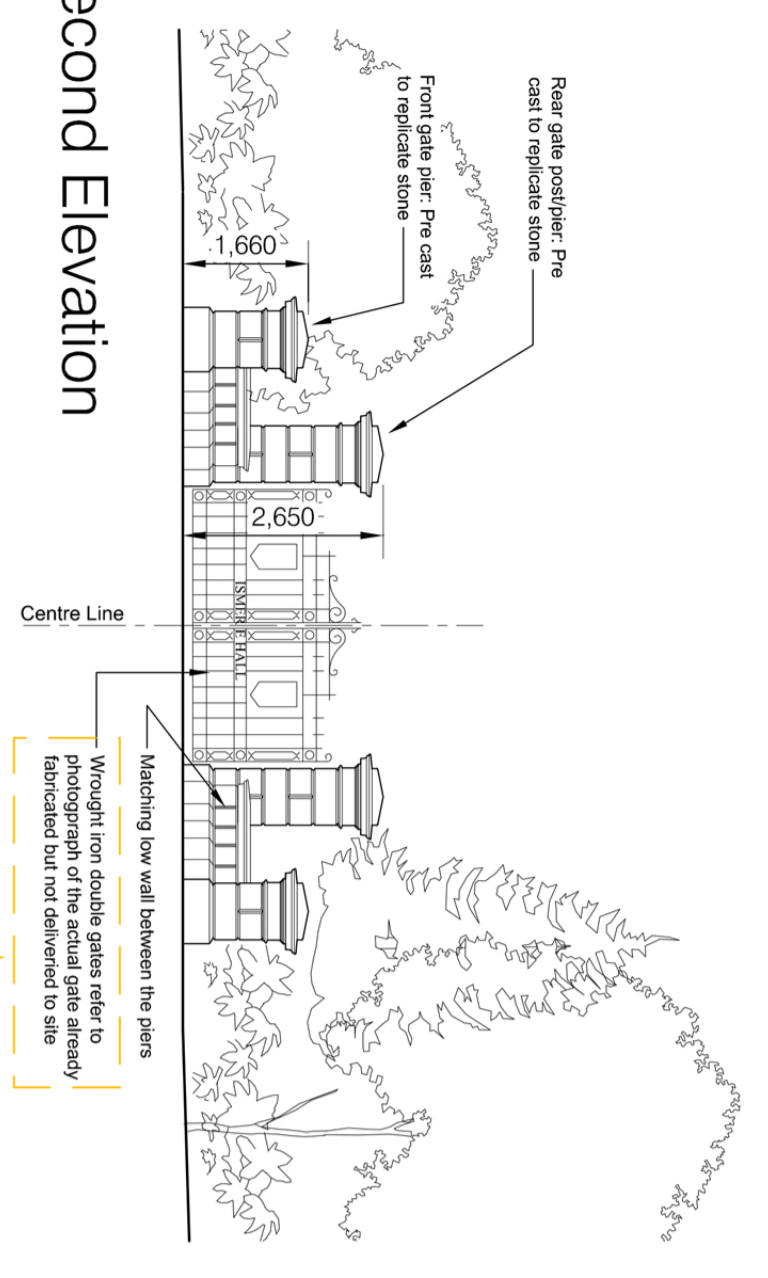 Rear gate post/pier: Pre
cast to replicate stone
Front gate pier: Pre cast
to replicate stone
1,660
2,650
ISMERE HALL
Centre Line
Matching low wall between the piers
Wrought iron double gates refer to
photogpraph of the actual gate already
fabricated but not deliveried to site
econd Elevation